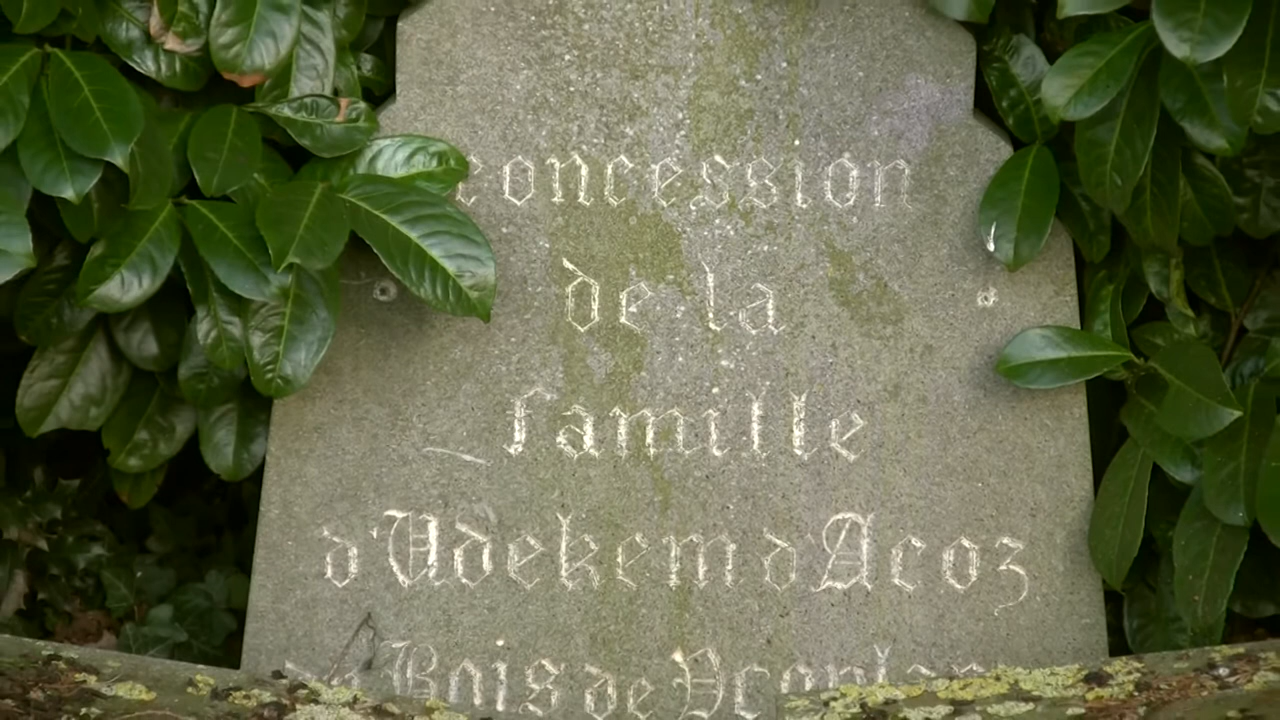 concession
de la
famille
d'Udekem d'Acoz
Bois de